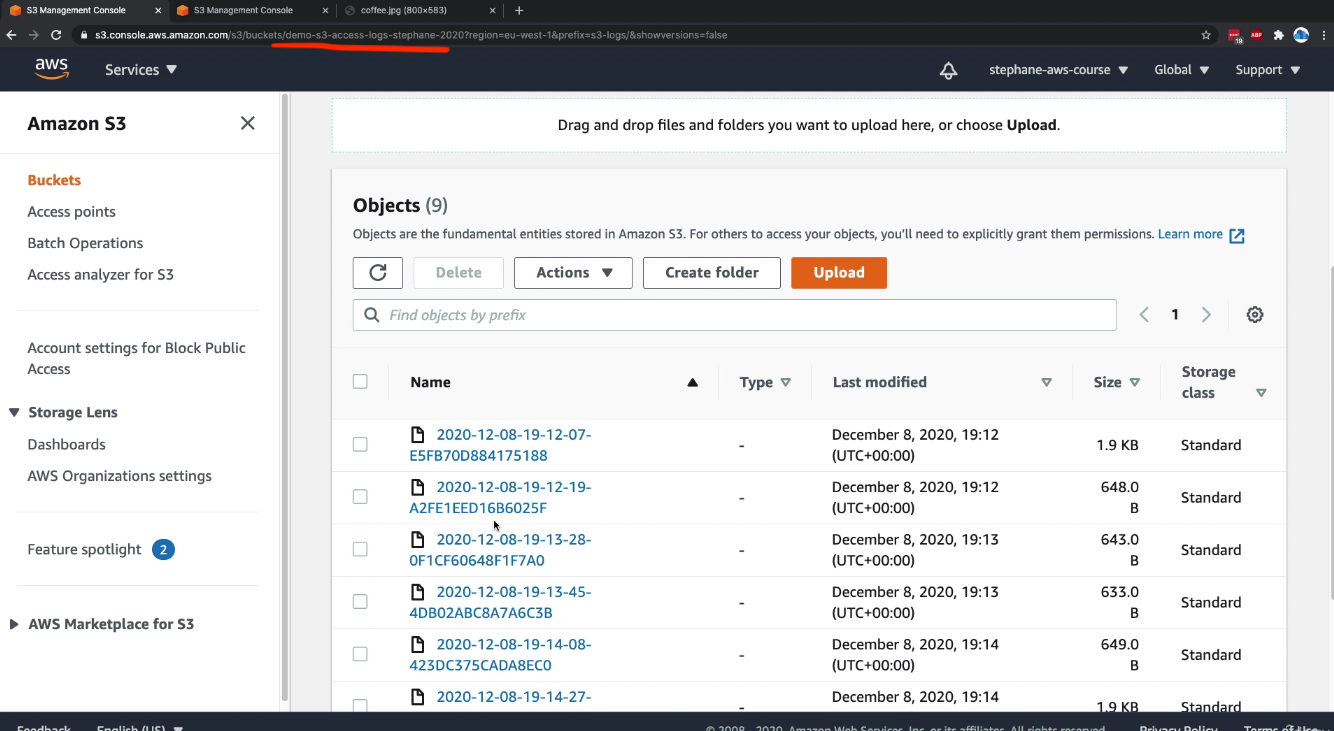 S3 Management Console
S3 Management Console
coffee.jpg (800×583)
s3.console.aws.amazon.com/s3/buckets/demo-s3-access-logs-stephane-2020?region=eu-west-1&prefix=s3-logs/&showversions=false
19
ABP
aws
Services
stephane-aws-course
Global
Support
Amazon S3
Buckets
Access points
Batch Operations
Access analyzer for S3
Account settings for Block Public
Access
Storage Lens
Dashboards
AWS Organizations settings
Feature spotlight 2
AWS Marketplace for S3
Drag and drop files and folders you want to upload here, or choose Upload.
Objects (9)
Objects are the fundamental entities stored in Amazon S3. For others to access your objects, you'll need to explicitly grant them permissions. Learn more
Delete
Actions
Create folder
Upload
Find objects by prefix
1
Name
Type
Last modified
Size
Storage
class
2020-12-08-19-12-07-
E5FB70D884175188
-
December 8, 2020, 19:12
(UTC+00:00)
1.9 KB
Standard
2020-12-08-19-12-19-
A2FE1EED16B6025F
-
December 8, 2020, 19:12
(UTC+00:00)
648.0
B
Standard
2020-12-08-19-13-28-
0F1CF60648F1F7A0
-
December 8, 2020, 19:13
(UTC+00:00)
643.0
B
Standard
2020-12-08-19-13-45-
4DB02ABC8A7A6C3B
-
December 8, 2020, 19:13
(UTC+00:00)
633.0
B
Standard
2020-12-08-19-14-08-
423DC375CADA8EC0
-
December 8, 2020, 19:14
(UTC+00:00)
649.0
B
Standard
2020-12-08-19-14-27-
-
December 8, 2020, 19:14
1.9 KB
Standard
Feedback
English (US)
© 2008 - 2020, Amazon Web Services, Inc. or its affiliates. All rights reserved.
Privacy Policy
Terms of Use